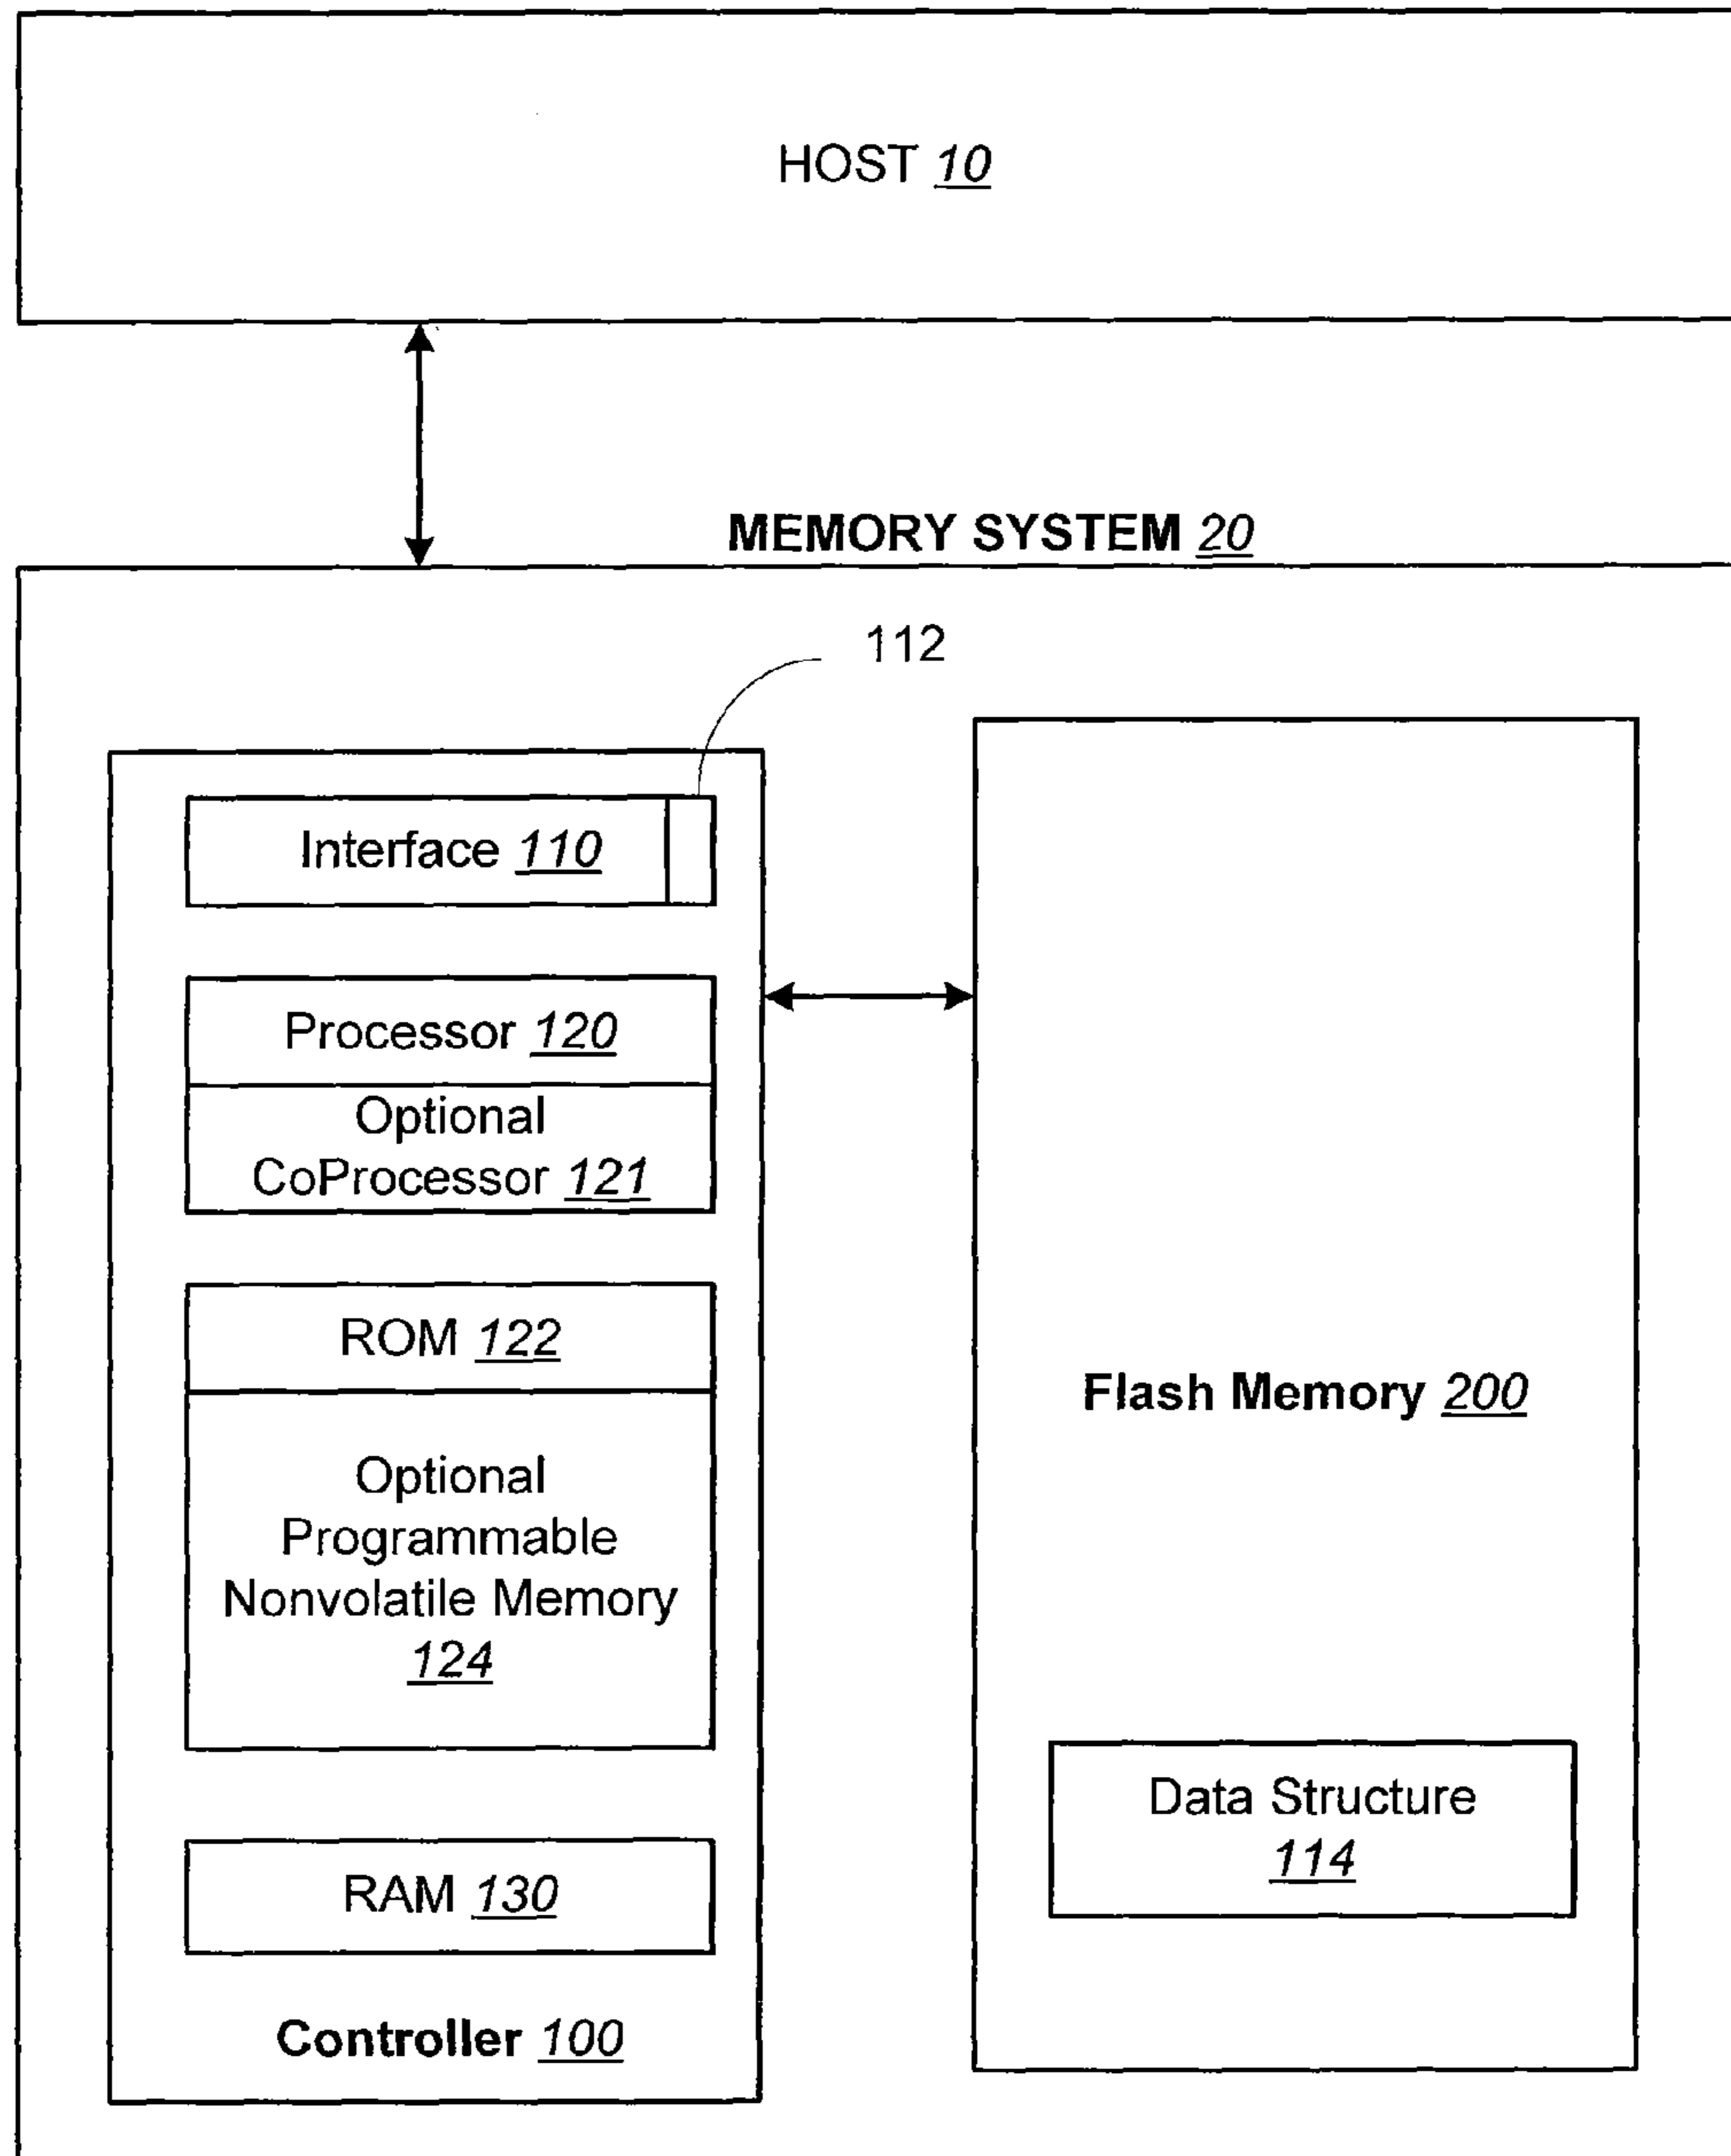 HOST 10
MEMORY SYSTEM 20
112
Interface 110
Processor 120
Optional
CoProcessor 121
ROM 122
Optional
Programmable
Nonvolatile Memory
124
RAM 130
Controller 100
Flash Memory 200
Data Structure
114